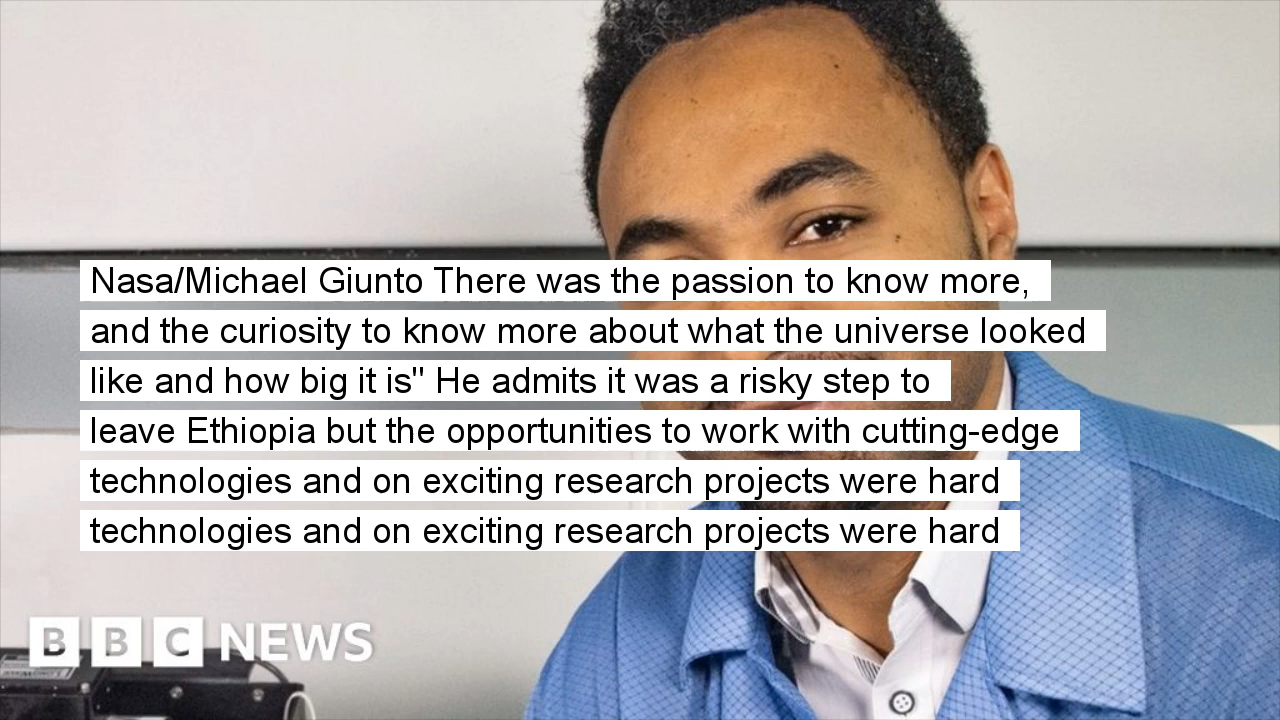 Nasa/Michael Giunto There was the passion to know more,
and the curiosity to know more about what the universe looked
like and how big it is" He admits it was a risky step to
leave Ethiopia but the opportunities to work with cutting-edge
technologies and on exciting research projects were hard
technologies and on exciting research projects were hard
BBC NEWS